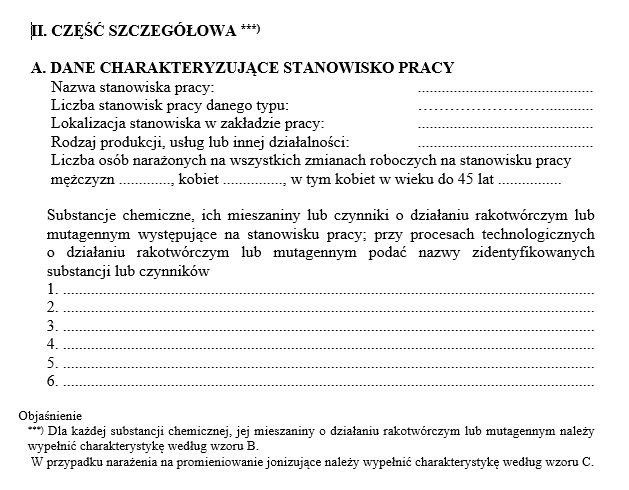 II. CZĘŚĆ SZCZEGÓŁOWA ***)
A. DANE CHARAKTERYZUJĄCE STANOWISKO PRACY
Nazwa stanowiska pracy: ................................................
Liczba stanowisk pracy danego typu: ……………………………............
Lokalizacja stanowiska w zakładzie pracy: ................................................
Rodzaj produkcji, usług lub innej działalności: ................................................
Liczba osób narażonych na wszystkich zmianach roboczych na stanowisku pracy
mężczyzn .............., kobiet ................, w tym kobiet w wieku do 45 lat .................
Substancje chemiczne, ich mieszaniny lub czynniki o działaniu rakotwórczym lub
mutagennym występujące na stanowisku pracy; przy procesach technologicznych
o działaniu rakotwórczym lub mutagennym podać nazwy zidentyfikowanych
substancji lub czynników
1. ................................................................................
2. ................................................................................
3. ................................................................................
4. ................................................................................
5. ................................................................................
6. ................................................................................
Objaśnienie
***) Dla każdej substancji chemicznej, jej mieszaniny o działaniu rakotwórczym lub mutagennym należy
wypełnić charakterystykę według wzoru B.
W przypadku narażenia na promieniowanie jonizujące należy wypełnić charakterystykę według wzoru C.